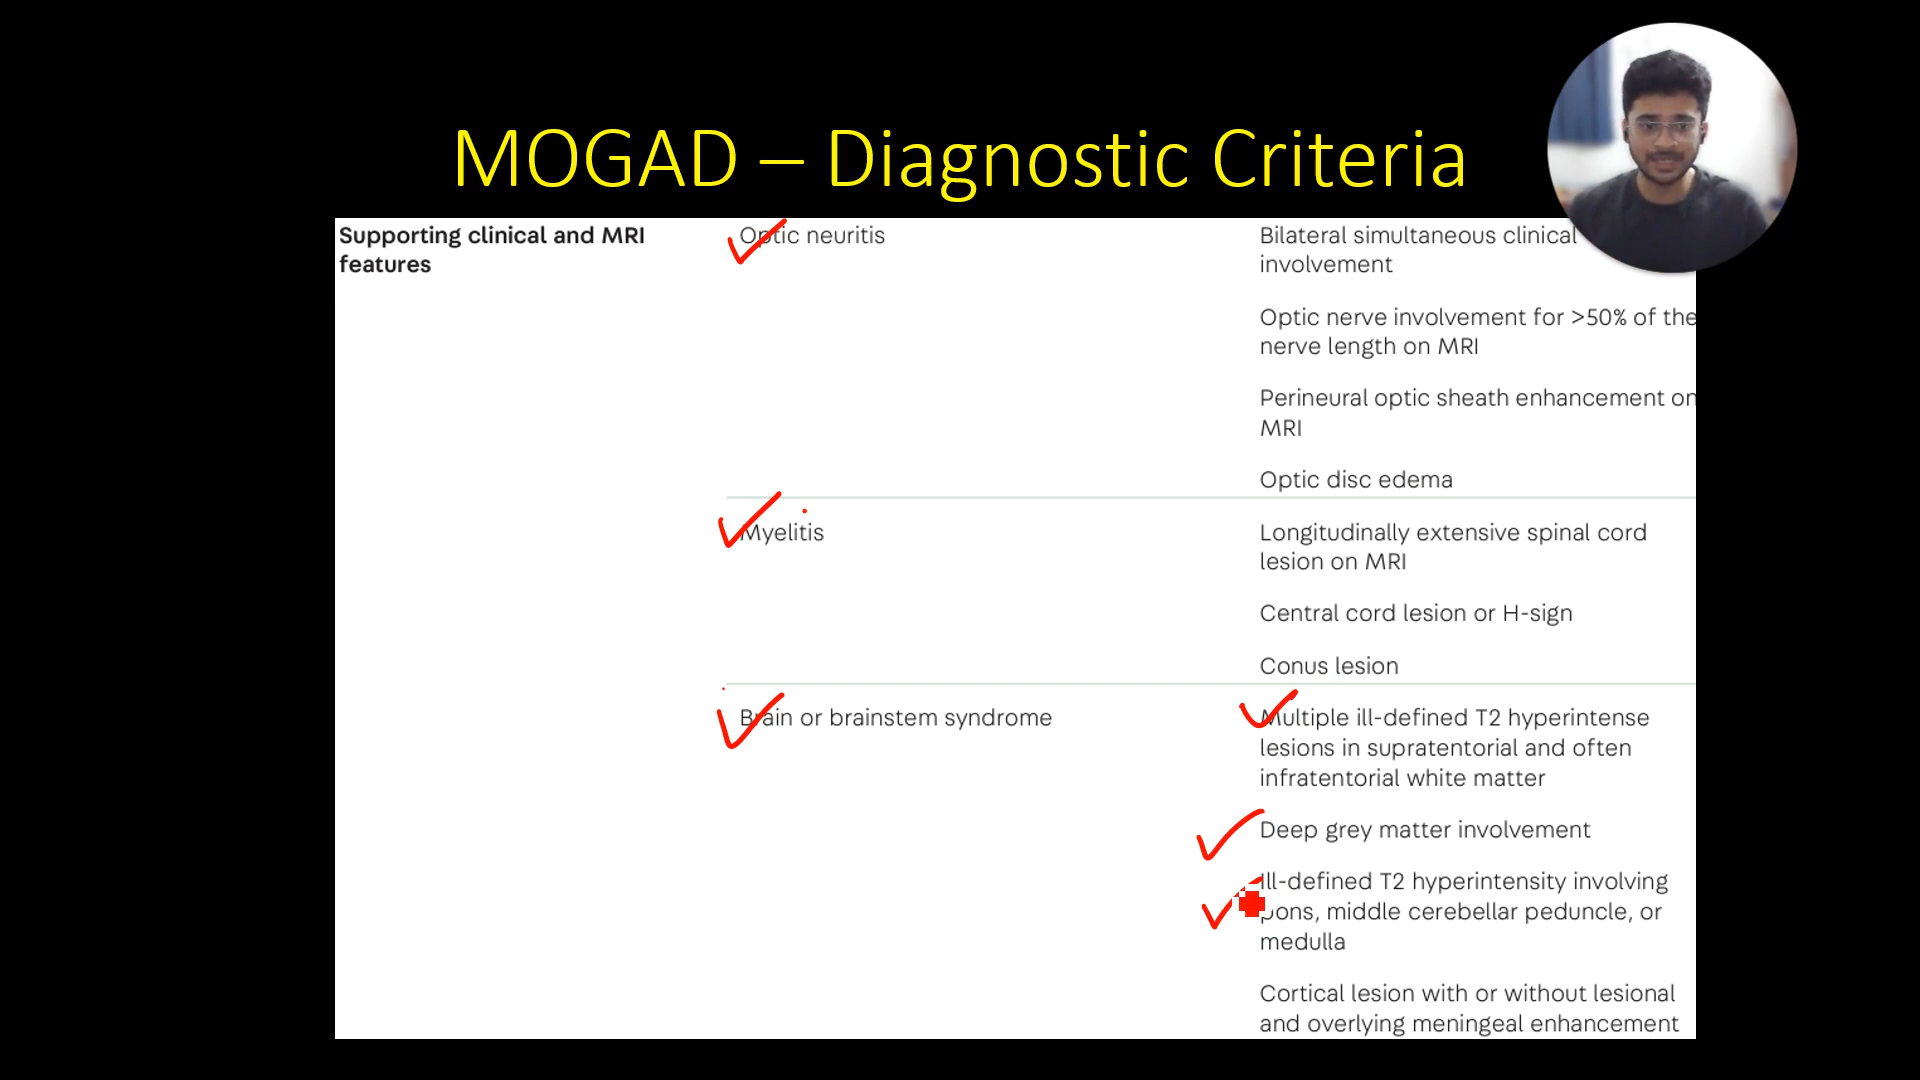 MOGAD – Diagnostic Criteria
Supporting clinical and MRI
features
Optic neuritis
Bilateral simultaneous clinical
involvement
Optic nerve involvement for >50% of the
nerve length on MRI
Perineural optic sheath enhancement on
MRI
Optic disc edema
Myelitis
Longitudinally extensive spinal cord
lesion on MRI
Central cord lesion or H-sign
Conus lesion
Brain or brainstem syndrome
Multiple ill-defined T2 hyperintense
lesions in supratentorial and often
infratentorial white matter
Deep grey matter involvement
Ill-defined T2 hyperintensity involving
pons, middle cerebellar peduncle, or
medulla
Cortical lesion with or without lesional
and overlying meningeal enhancement